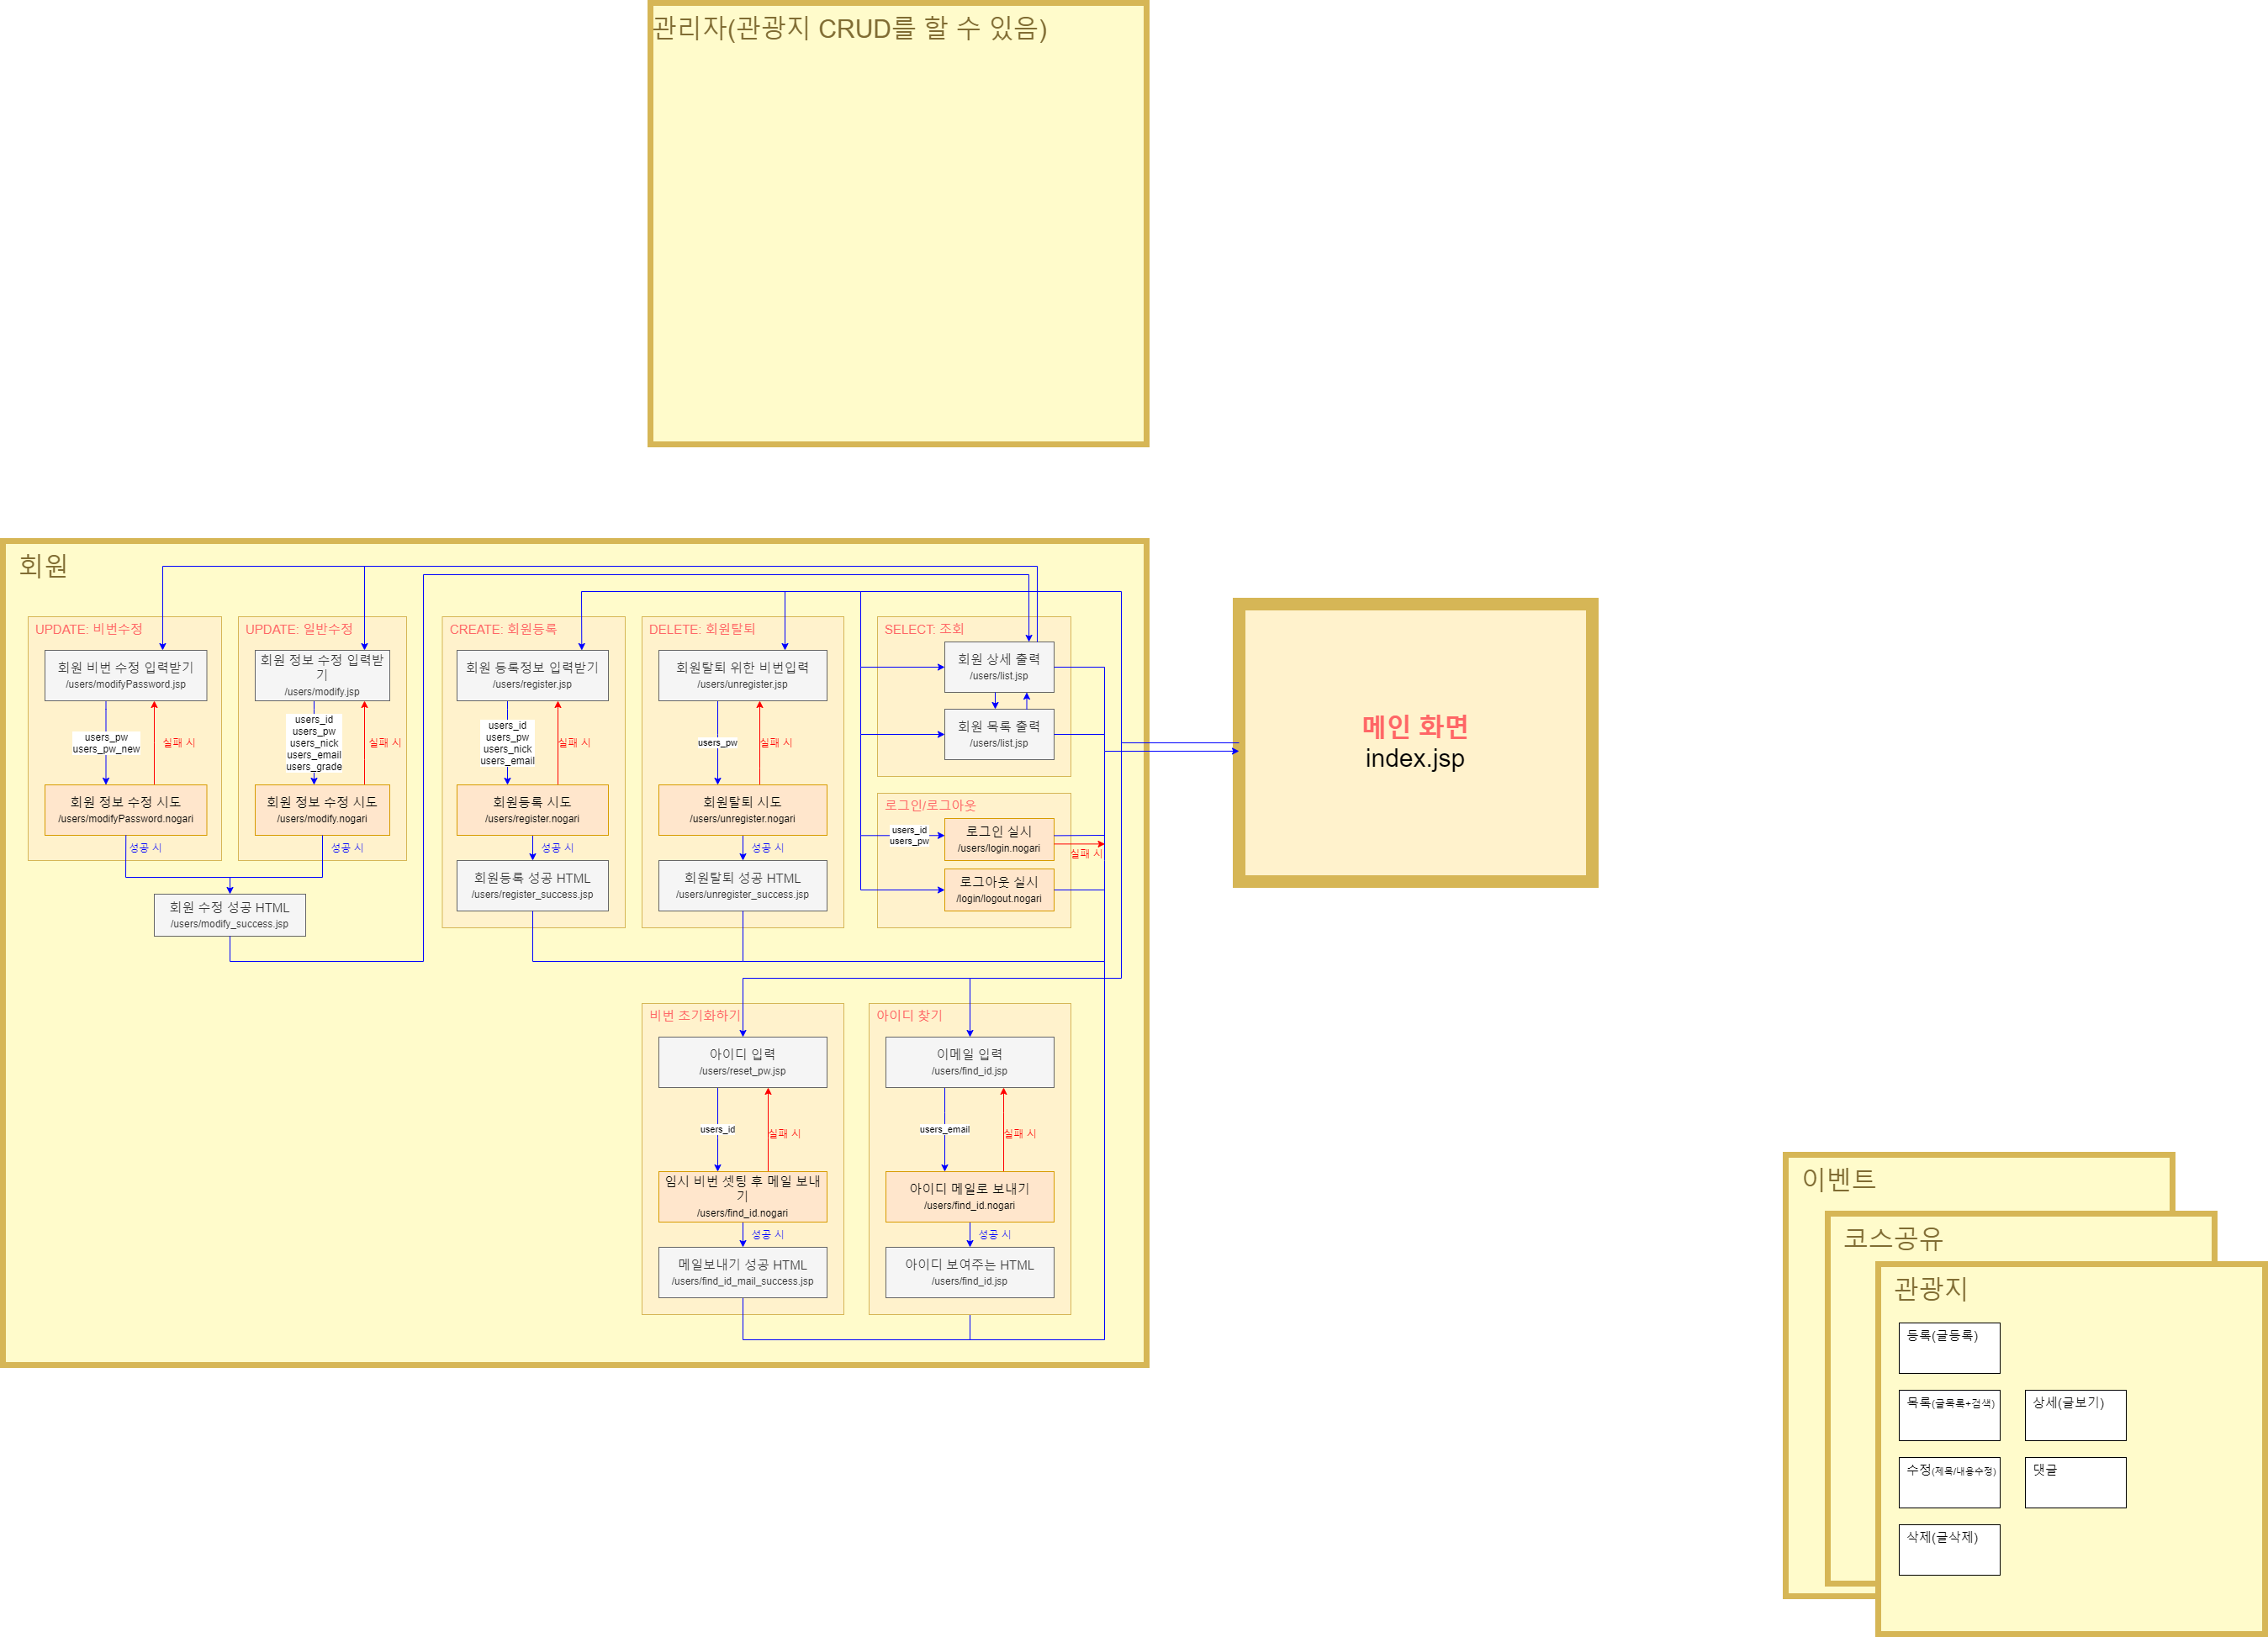 관리자(관광지 CRUD를 할 수 있음)
회원
UPDATE: 비번수정
회원 비번 수정 입력받기
/users/modifyPassword.jsp
users_pw
users_pw_new
실패 시
회원 정보 수정 시도
/users/modifyPassword.nogari
성공 시
UPDATE: 일반수정
회원 정보 수정 입력받
기
/users/modify.jsp
users_id
users_pw
users_nick
users_email
users_grade
실패 시
회원 정보 수정 시도
/users/modify.nogari
성공 시
회원 수정 성공 HTML
/users/modify_success.jsp
CREATE: 회원등록
회원 등록정보 입력받기
/users/register.jsp
users_id
users_pw
users_nick
users_email
실패 시
회원등록 시도
/users/register.nogari
성공 시
회원등록 성공 HTML
/users/register_success.jsp
DELETE: 회원탈퇴
회원탈퇴 위한 비번입력
/users/unregister.jsp
users_pw
실패 시
회원탈퇴 시도
/users/unregister.nogari
성공 시
회원탈퇴 성공 HTML
/users/unregister_success.jsp
SELECT: 조회
회원 상세 출력
/users/list.jsp
회원 목록 출력
/users/list.jsp
로그인/로그아웃
users_id
users_pw
로그인 실시
/users/login.nogari
실패 시
로그아웃 실시
/login/logout.nogari
비번 초기화하기
아이디 입력
/users/reset_pw.jsp
users_id
실패 시
임시 비번 셋팅 후 메일 보내
기
/users/find_id.nogari
성공 시
메일보내기 성공 HTML
/users/find_id_mail_success.jsp
아이디 찾기
이메일 입력
/users/find_id.jsp
users_email
실패 시
아이디 메일로 보내기
/users/find_id.nogari
성공 시
아이디 보여주는 HTML
/users/find_id.jsp
메인 화면
index.jsp
이벤트
코스공유
관광지
등록(글등록)
목록(글목록+검색)
상세(글보기)
수정(제목/내용수정)
댓글
삭제(글삭제)